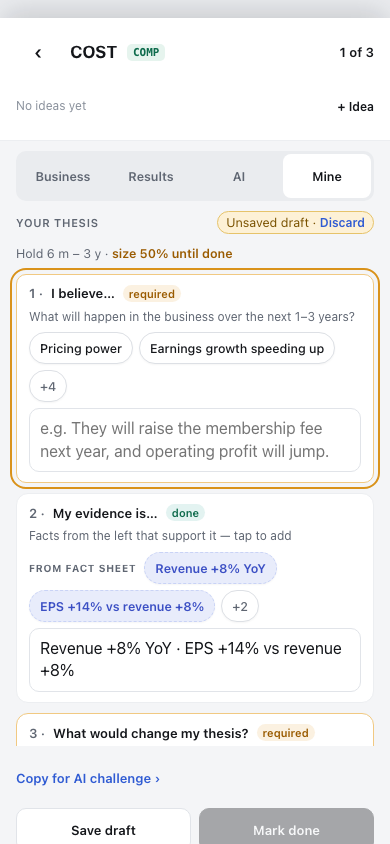 ‹ COST COMP 1 of 3
No ideas yet + Idea
Business Results AI Mine
YOUR THESIS Unsaved draft · Discard
Hold 6 m – 3 y · size 50% until done
1 · I believe... required
What will happen in the business over the next 1–3 years?
Pricing power Earnings growth speeding up
+4
e.g. They will raise the membership fee
next year, and operating profit will jump.
2 · My evidence is... done
Facts from the left that support it — tap to add
FROM FACT SHEET Revenue +8% YoY
EPS +14% vs revenue +8% +2
Revenue +8% YoY · EPS +14% vs revenue
+8%
3 · What would change my thesis? required
Copy for AI challenge ›
Save draft Mark done